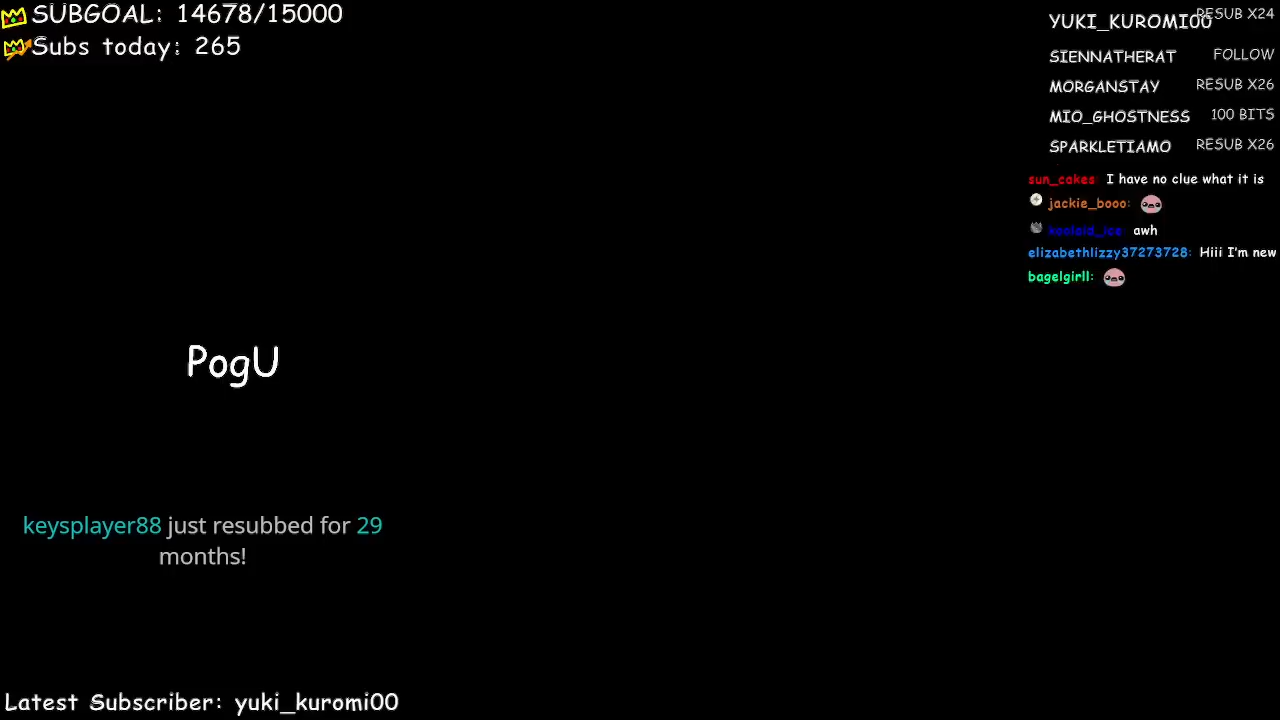 SUBGOAL: 14678/15000
Subs today: 265
YUKI_KUROMI00 RESUB X24
SIENNATHERAT FOLLOW
MORGANSTAY RESUB X26
MIO_GHOSTNESS 100 BITS
SPARKLETIAMO RESUB X26
sun_cakes: I have no clue what it is
jackie_booo:
koolaid_ice: awh
elizabethlizzy37273728: Hiii I'm new
bagelgirll:
PogU
keysplayer88 just resubbed for 29
months!
Latest Subscriber: yuki_kuromi00